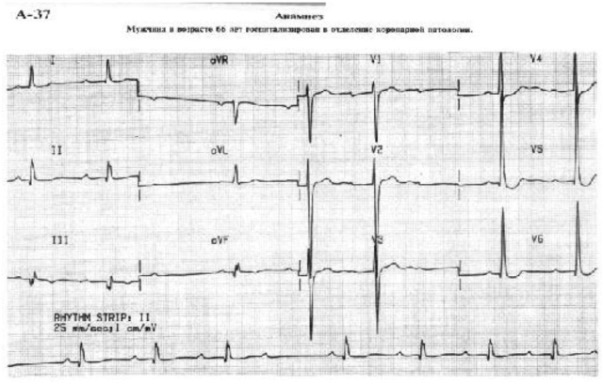 А-37
Анамнез
Мужчина в возрасте 66 лет госпитализирован в отделение коронарной патологии.
I aVR V1 V4
II aVL V2 V5
III aVF V3 V6
RHYTHM STRIP: II
25 mm/sec;1 cm/mV